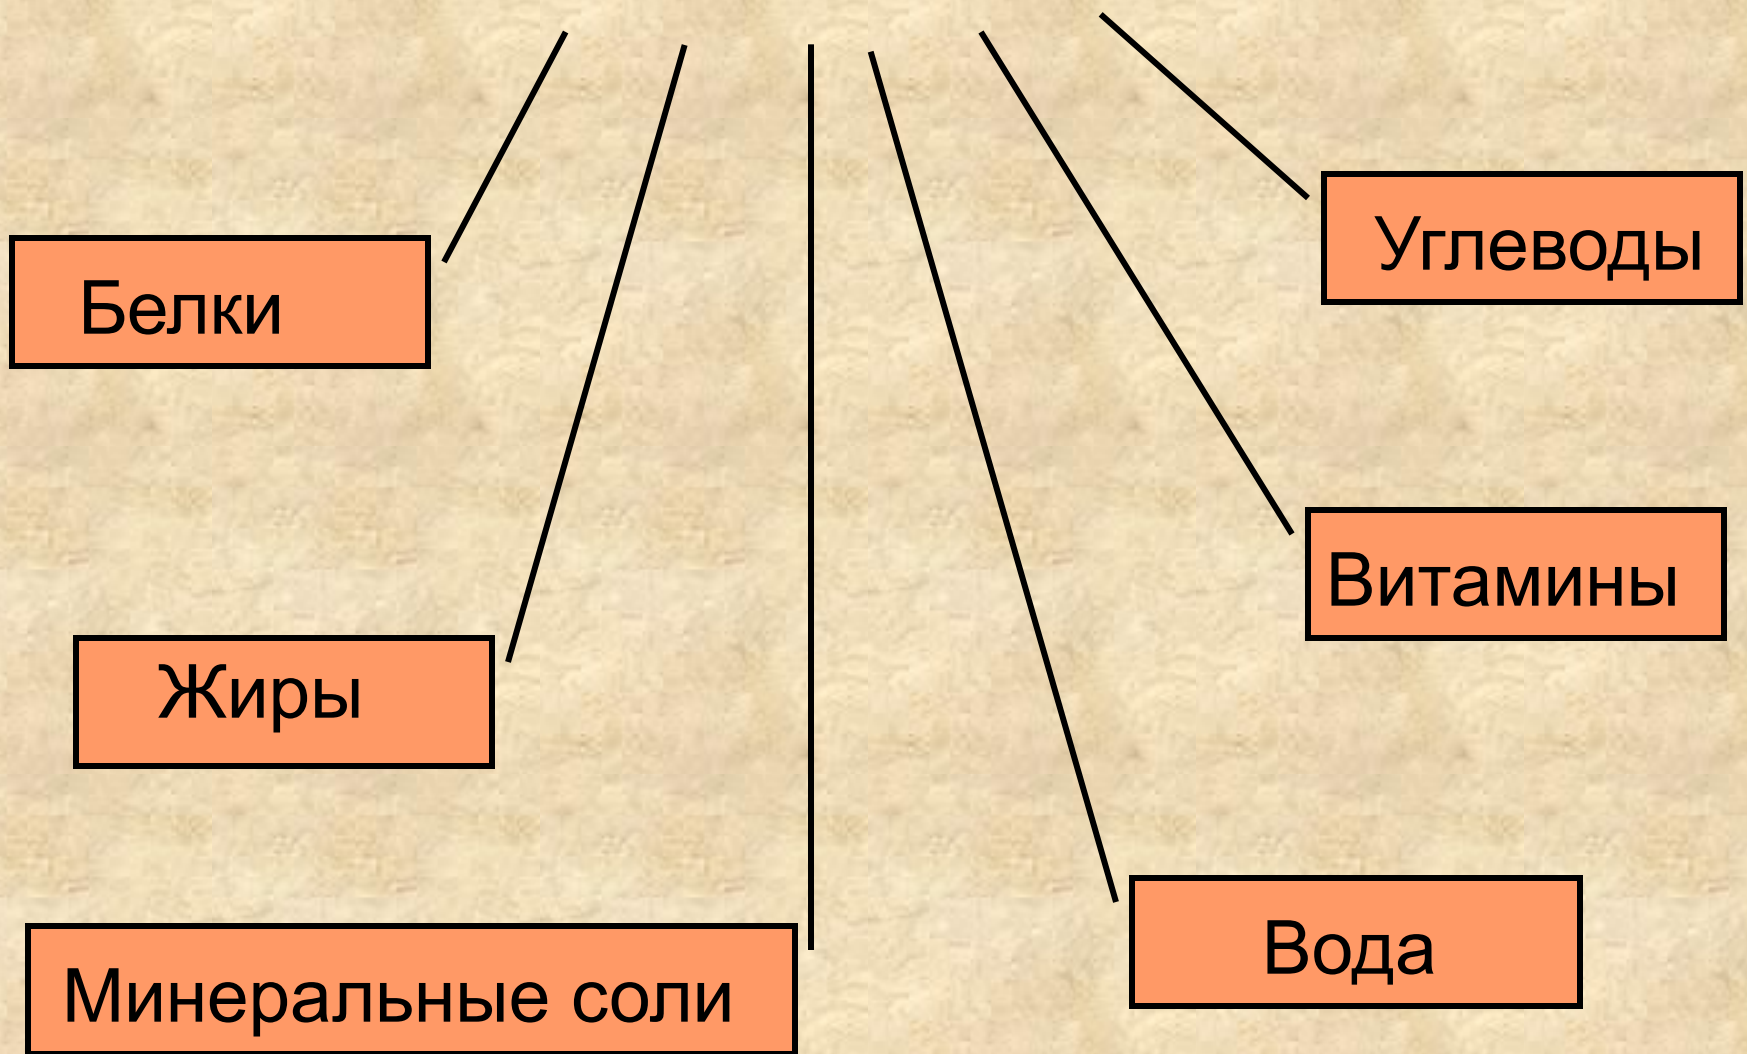 Углеводы
Белки
Витамины
Жиры
Вода
Минеральные соли